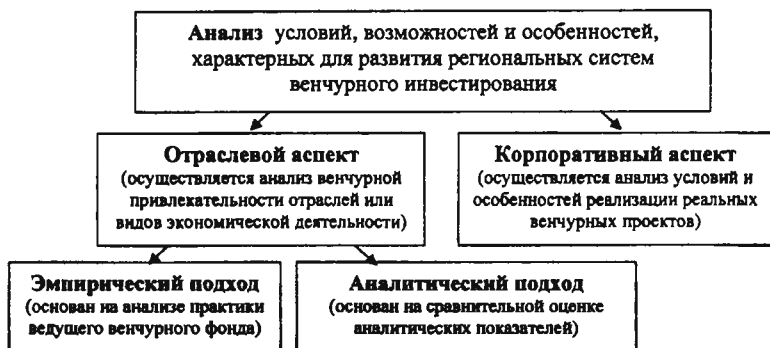 Анализ условий, возможностей и особенностей,
характерных для развития региональных систем
венчурного инвестирования
Отраслевой аспект
(осуществляется анализ венчурной
привлекательности отраслей или
видов экономической деятельности)
Корпоративный аспект
(осуществляется анализ условий и
особенностей реализации реальных
венчурных проектов)
Эмпирический подход
(основан на анализе практики
ведущего венчурного фонда)
Аналитический подход
(основан на сравнительной оценке
аналитических показателей)